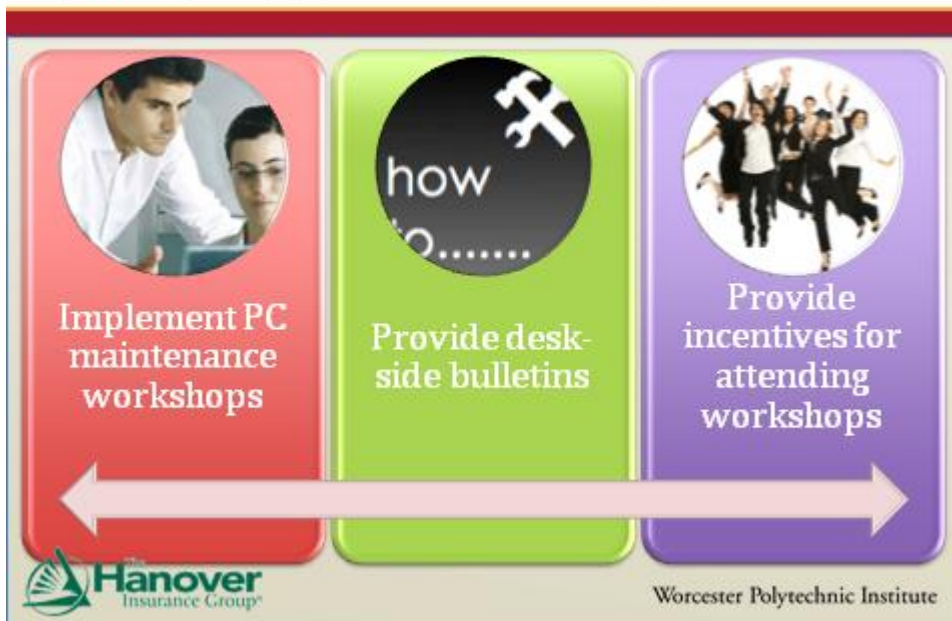 Implement PC
maintenance
workshops
how
to.......
Provide desk-
side bulletins
Provide
incentives for
attending
workshops
The
Hanover
Insurance Group®
Worcester Polytechnic Institute